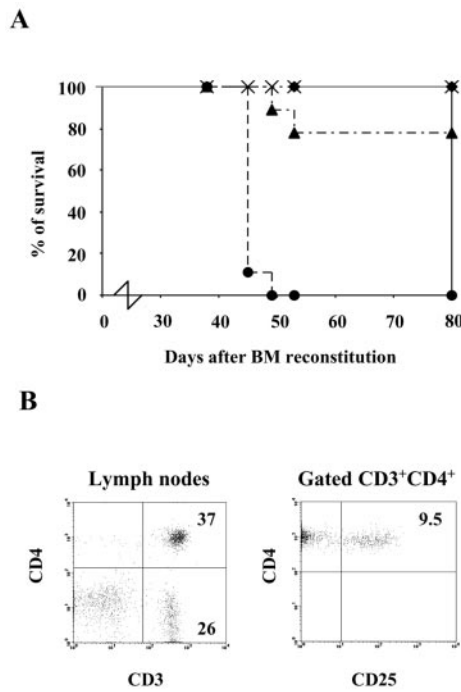 A
100
80
60
40
20
0
% of survival
0 30 40 50 60 70 80
Days after BM reconstitution
B
Lymph nodes Gated CD3⁺CD4⁺
37 9.5
CD4 CD4
26
CD3 CD25